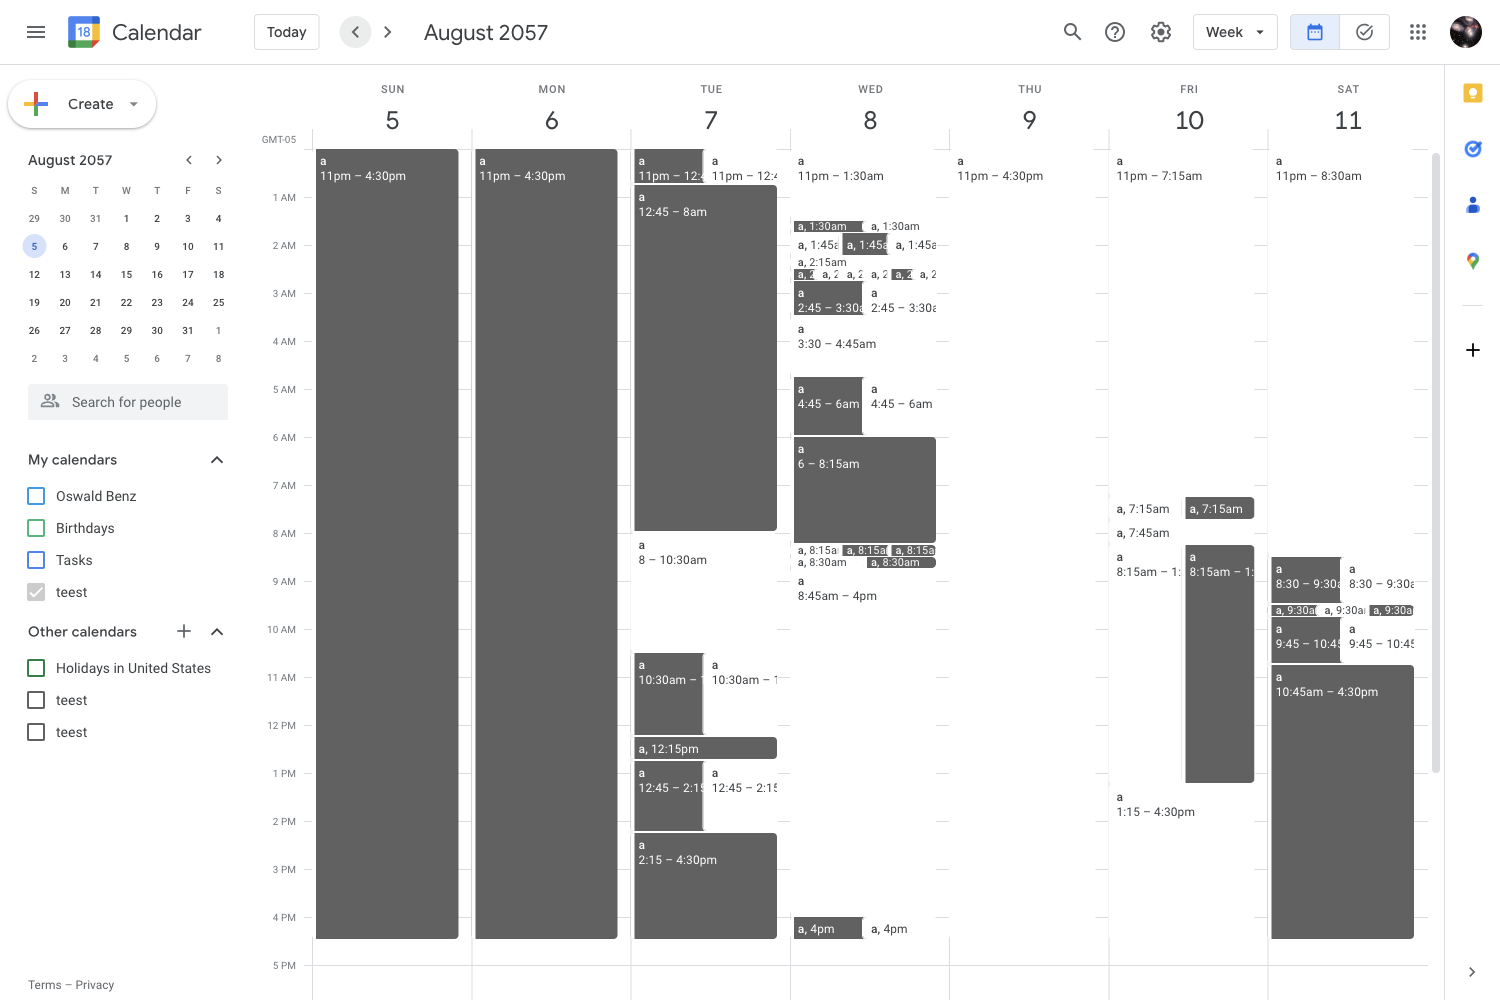 18 Calendar
Today
August 2057
Week
Create
August 2057
S M T W T F S
29 30 31 1 2 3 4
5 6 7 8 9 10 11
12 13 14 15 16 17 18
19 20 21 22 23 24 25
26 27 28 29 30 31 1
2 3 4 5 6 7 8
Search for people
My calendars
Oswald Benz
Birthdays
Tasks
teest
Other calendars
Holidays in United States
teest
teest
Terms – Privacy
GMT-05
1 AM
2 AM
3 AM
4 AM
5 AM
6 AM
7 AM
8 AM
9 AM
10 AM
11 AM
12 PM
1 PM
2 PM
3 PM
4 PM
5 PM
SUN
5
a
11pm – 4:30pm
MON
6
a
11pm – 4:30pm
TUE
7
a
11pm – 12:4
a
11pm – 12:4
a
12:45 – 8am
a
8 – 10:30am
a
10:30am –
a
10:30am – 1
a, 12:15pm
a
12:45 – 2:15
a
12:45 – 2:15
a
2:15 – 4:30pm
WED
8
a
11pm – 1:30am
a, 1:30am
a, 1:30am
a, 1:45a
a, 1:45a
a, 1:45a
a, 2:15am
a, 2
a, 2
a, 2
a, 2
a, 2
a, 2
a
2:45 – 3:30a
a
2:45 – 3:30a
a
3:30 – 4:45am
a
4:45 – 6am
a
4:45 – 6am
a
6 – 8:15am
a, 8:15a
a, 8:15a
a, 8:15a
a, 8:30am
a, 8:30am
a
8:45am – 4pm
a, 4pm
a, 4pm
THU
9
a
11pm – 4:30pm
FRI
10
a
11pm – 7:15am
a, 7:15am
a, 7:15am
a, 7:45am
a
8:15am – 1:
a
8:15am – 1:
a
1:15 – 4:30pm
SAT
11
a
11pm – 8:30am
a
8:30 – 9:30a
a
8:30 – 9:30a
a, 9:30a
a, 9:30a
a, 9:30a
a
9:45 – 10:45
a
9:45 – 10:45
a
10:45am – 4:30pm